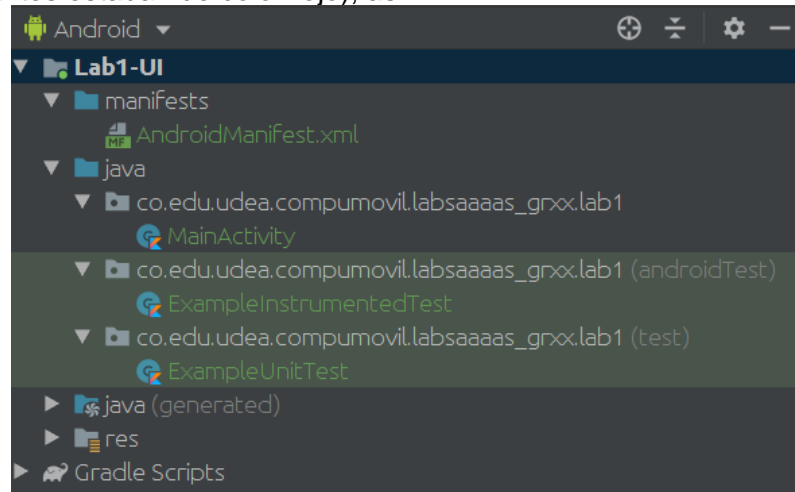 Android
Lab1-UI
manifests
MF AndroidManifest.xml
java
co.edu.udea.compumovil.labsaaaas_grxx.lab1
MainActivity
co.edu.udea.compumovil.labsaaaas_grxx.lab1 (androidTest)
ExampleInstrumentedTest
co.edu.udea.compumovil.labsaaaas_grxx.lab1 (test)
ExampleUnitTest
java (generated)
res
Gradle Scripts